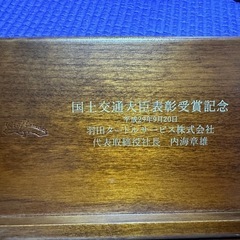 国土交通大臣表彰受賞記念
平成29年9月20日
羽田タートルサービス株式会社
代表取締役社長 内海章雄